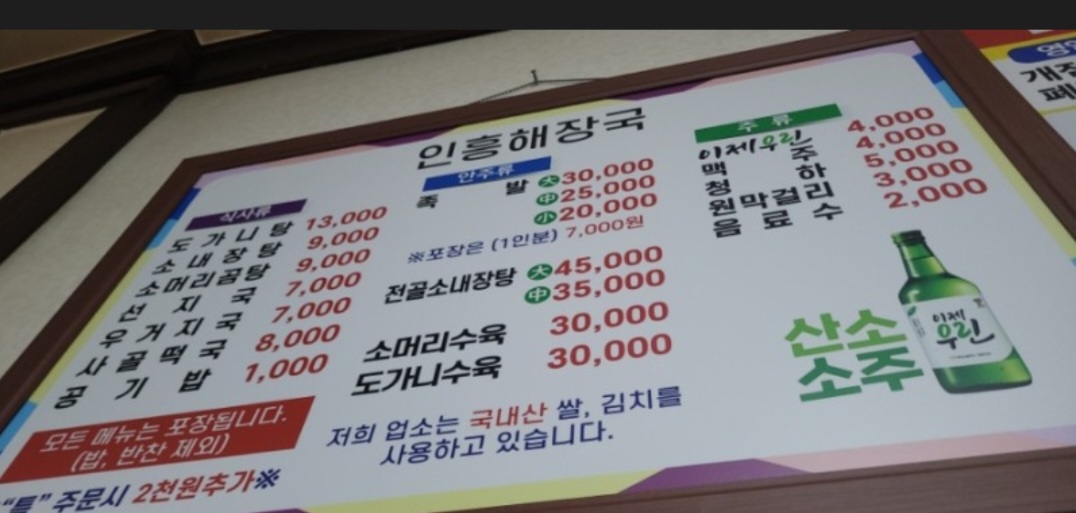 인흥해장국
식사류
도가니탕 13,000
소내장탕 9,000
소머리곰탕 9,000
선지국 7,000
우거지국 7,000
사골떡국 8,000
공기밥 1,000
모든 메뉴는 포장됩니다.
(밥, 반찬 제외)
"특" 주문시 2천원추가※
안주류
족발 大 30,000
中 25,000
小 20,000
※포장은 (1인분) 7,000원
전골소내장탕 大 45,000
中 35,000
소머리수육 30,000
도가니수육 30,000
저희 업소는 국내산 쌀, 김치를
사용하고 있습니다.
주류
이제우린 4,000
맥주 4,000
청하 5,000
원막걸리 3,000
음료수 2,000
산소
소주
이제
우린